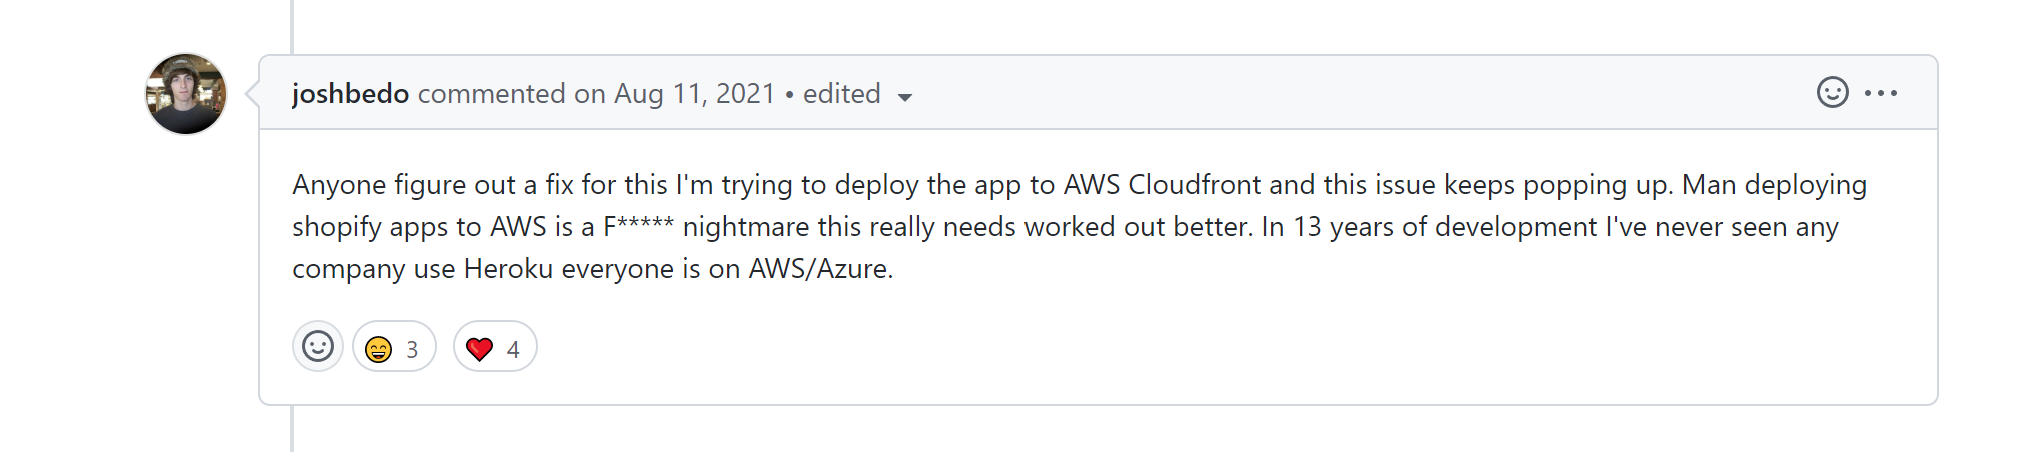 joshbedo commented on Aug 11, 2021 • edited
Anyone figure out a fix for this I'm trying to deploy the app to AWS Cloudfront and this issue keeps popping up. Man deploying
shopify apps to AWS is a F***** nightmare this really needs worked out better. In 13 years of development I've never seen any
company use Heroku everyone is on AWS/Azure.
3 4